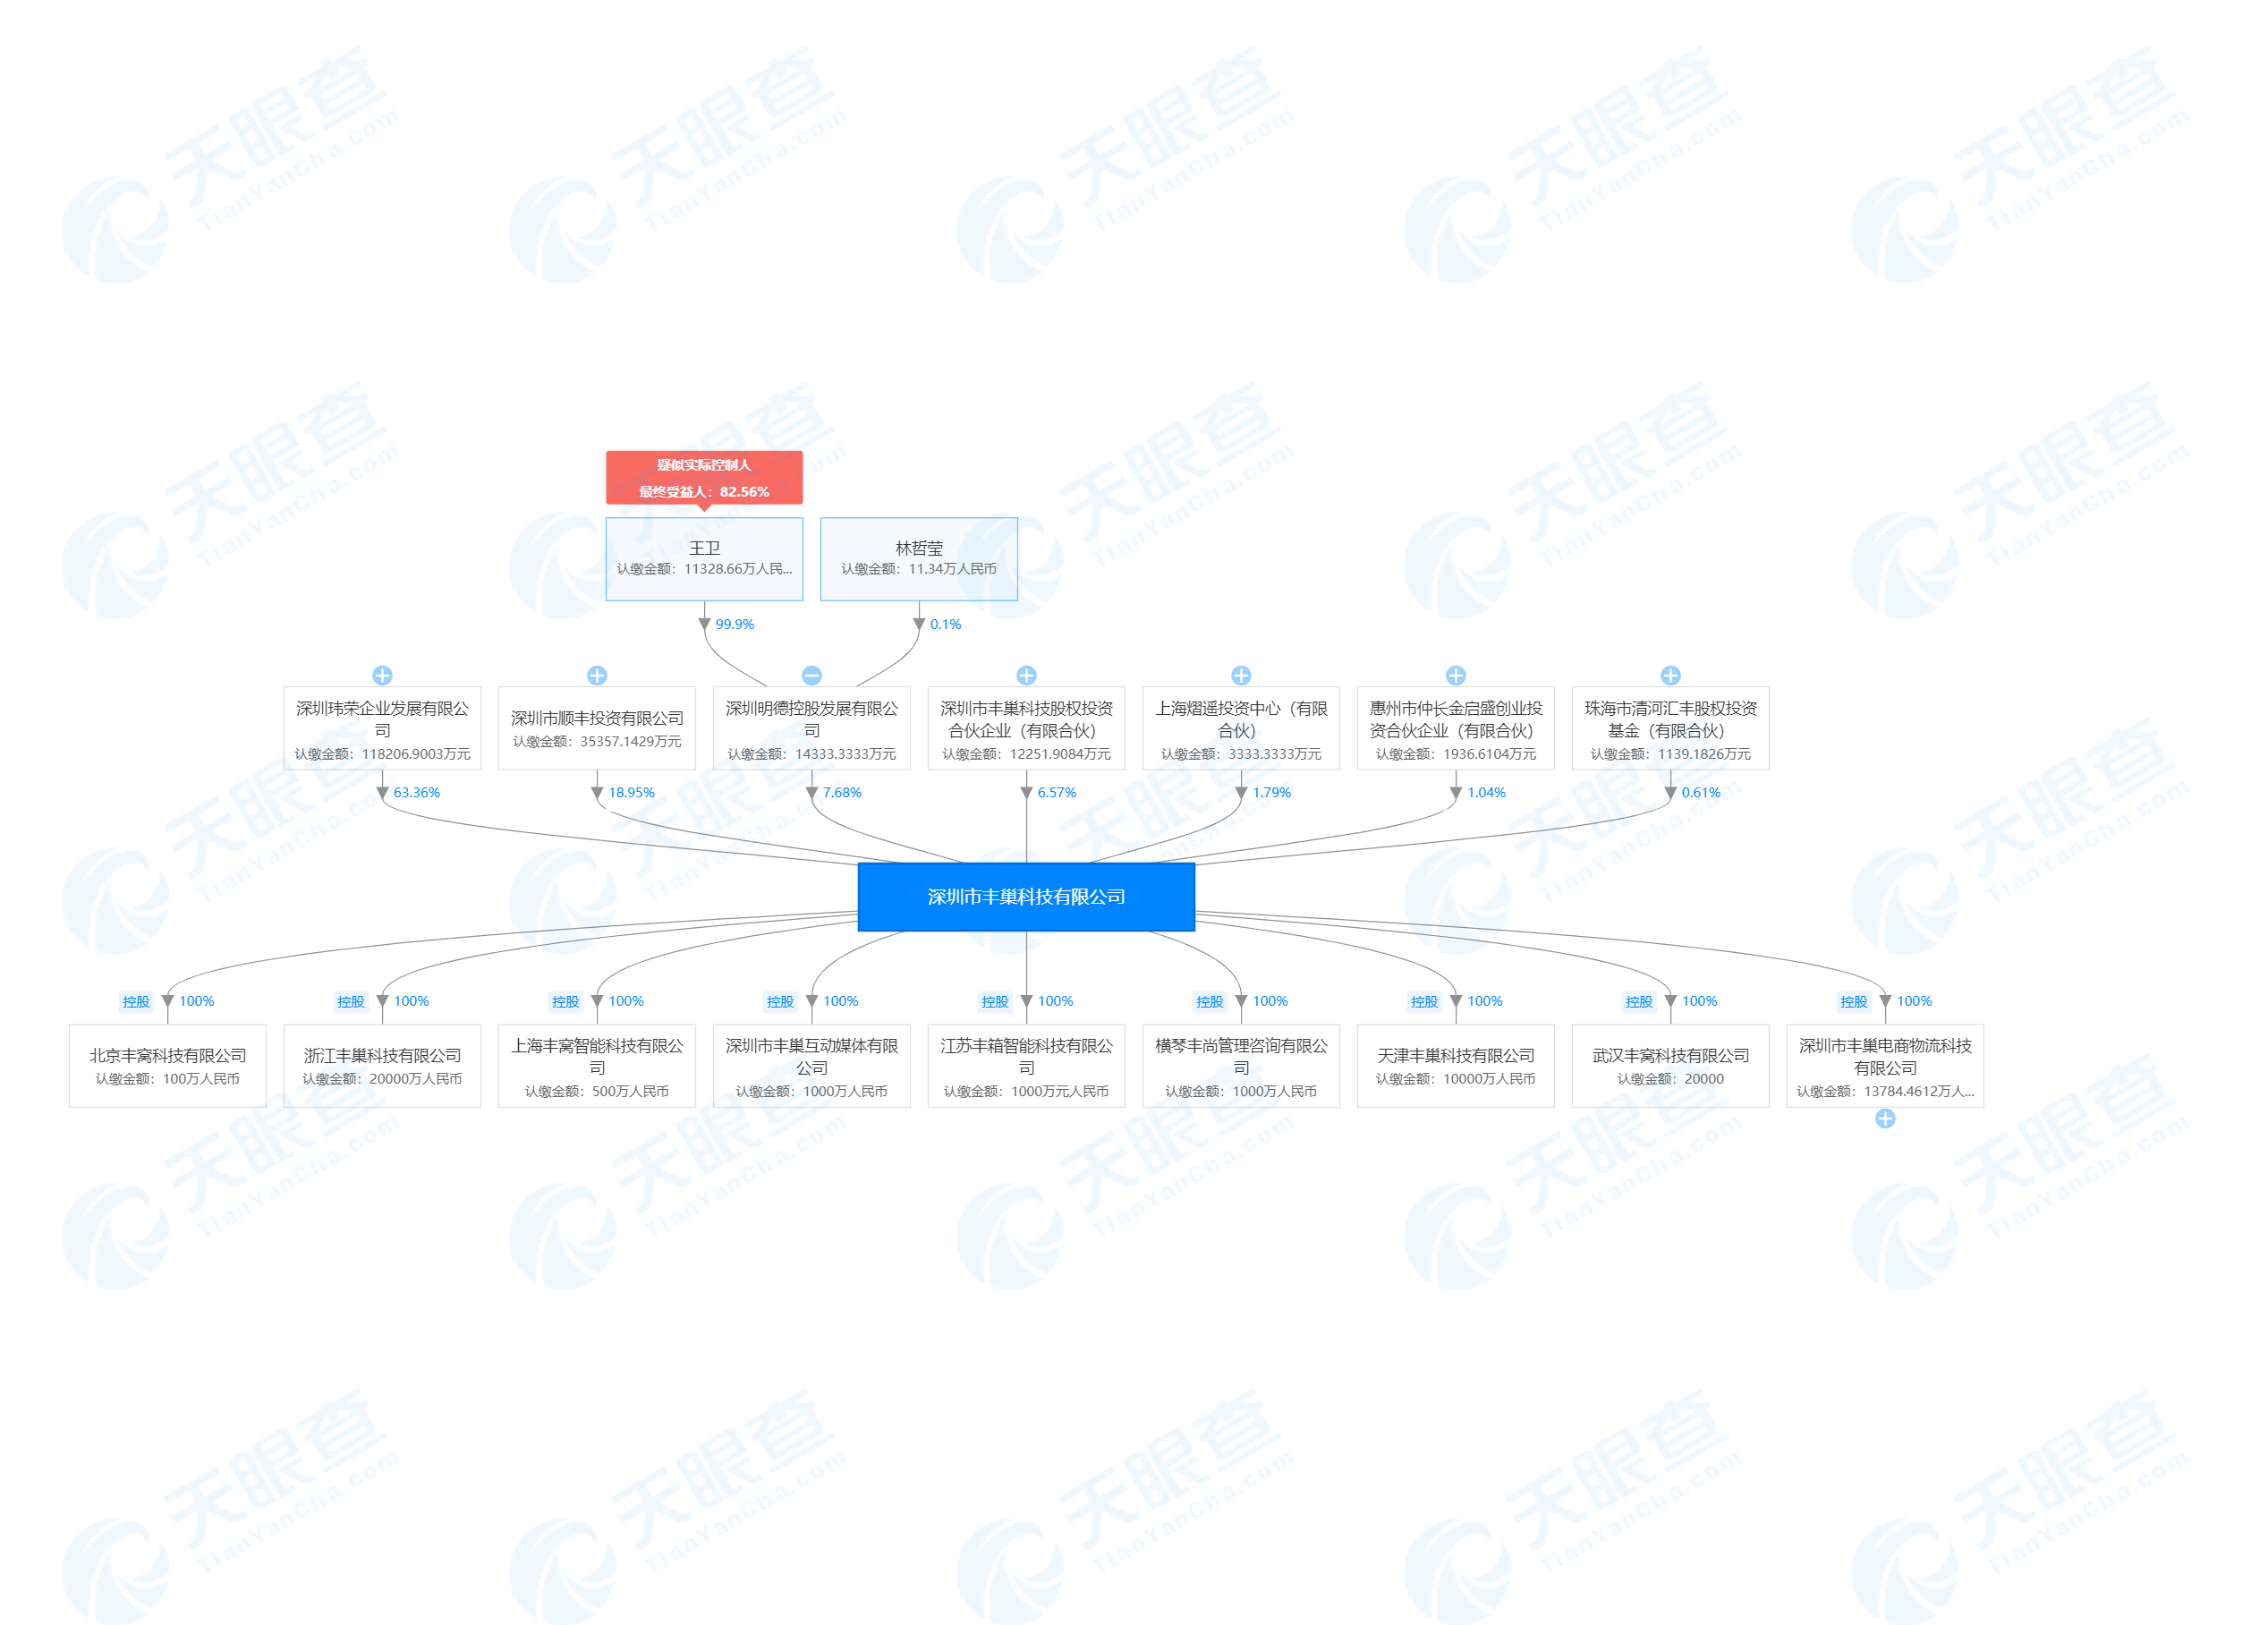 疑似实际控制人
最终受益人：82.56%
王卫
认缴金额：11328.66万人民...
林哲莹
认缴金额：11.34万人民币
99.9%
0.1%
深圳玮荣企业发展有限公
司
认缴金额：118206.9003万元
深圳市顺丰投资有限公司
认缴金额：35357.1429万元
深圳明德控股发展有限公
司
认缴金额：14333.3333万元
深圳市丰巢科技股权投资
合伙企业（有限合伙）
认缴金额：12251.9084万元
上海熠遥投资中心（有限
合伙）
认缴金额：3333.3333万元
惠州市仲长金启盛创业投
资合伙企业（有限合伙）
认缴金额：1936.6104万元
珠海市清河汇丰股权投资
基金（有限合伙）
认缴金额：1139.1826万元
63.36%
18.95%
7.68%
6.57%
1.79%
1.04%
0.61%
深圳市丰巢科技有限公司
控股 100%
控股 100%
控股 100%
控股 100%
控股 100%
控股 100%
控股 100%
控股 100%
控股 100%
北京丰窝科技有限公司
认缴金额：100万人民币
浙江丰巢科技有限公司
认缴金额：20000万人民币
上海丰窝智能科技有限公
司
认缴金额：500万人民币
深圳市丰巢互动媒体有限
公司
认缴金额：1000万人民币
江苏丰箱智能科技有限公
司
认缴金额：1000万元人民币
横琴丰尚管理咨询有限公
司
认缴金额：1000万人民币
天津丰巢科技有限公司
认缴金额：10000万人民币
武汉丰窝科技有限公司
认缴金额：20000
深圳市丰巢电商物流科技
有限公司
认缴金额：13784.4612万人...
天眼查
TianYanCha.com